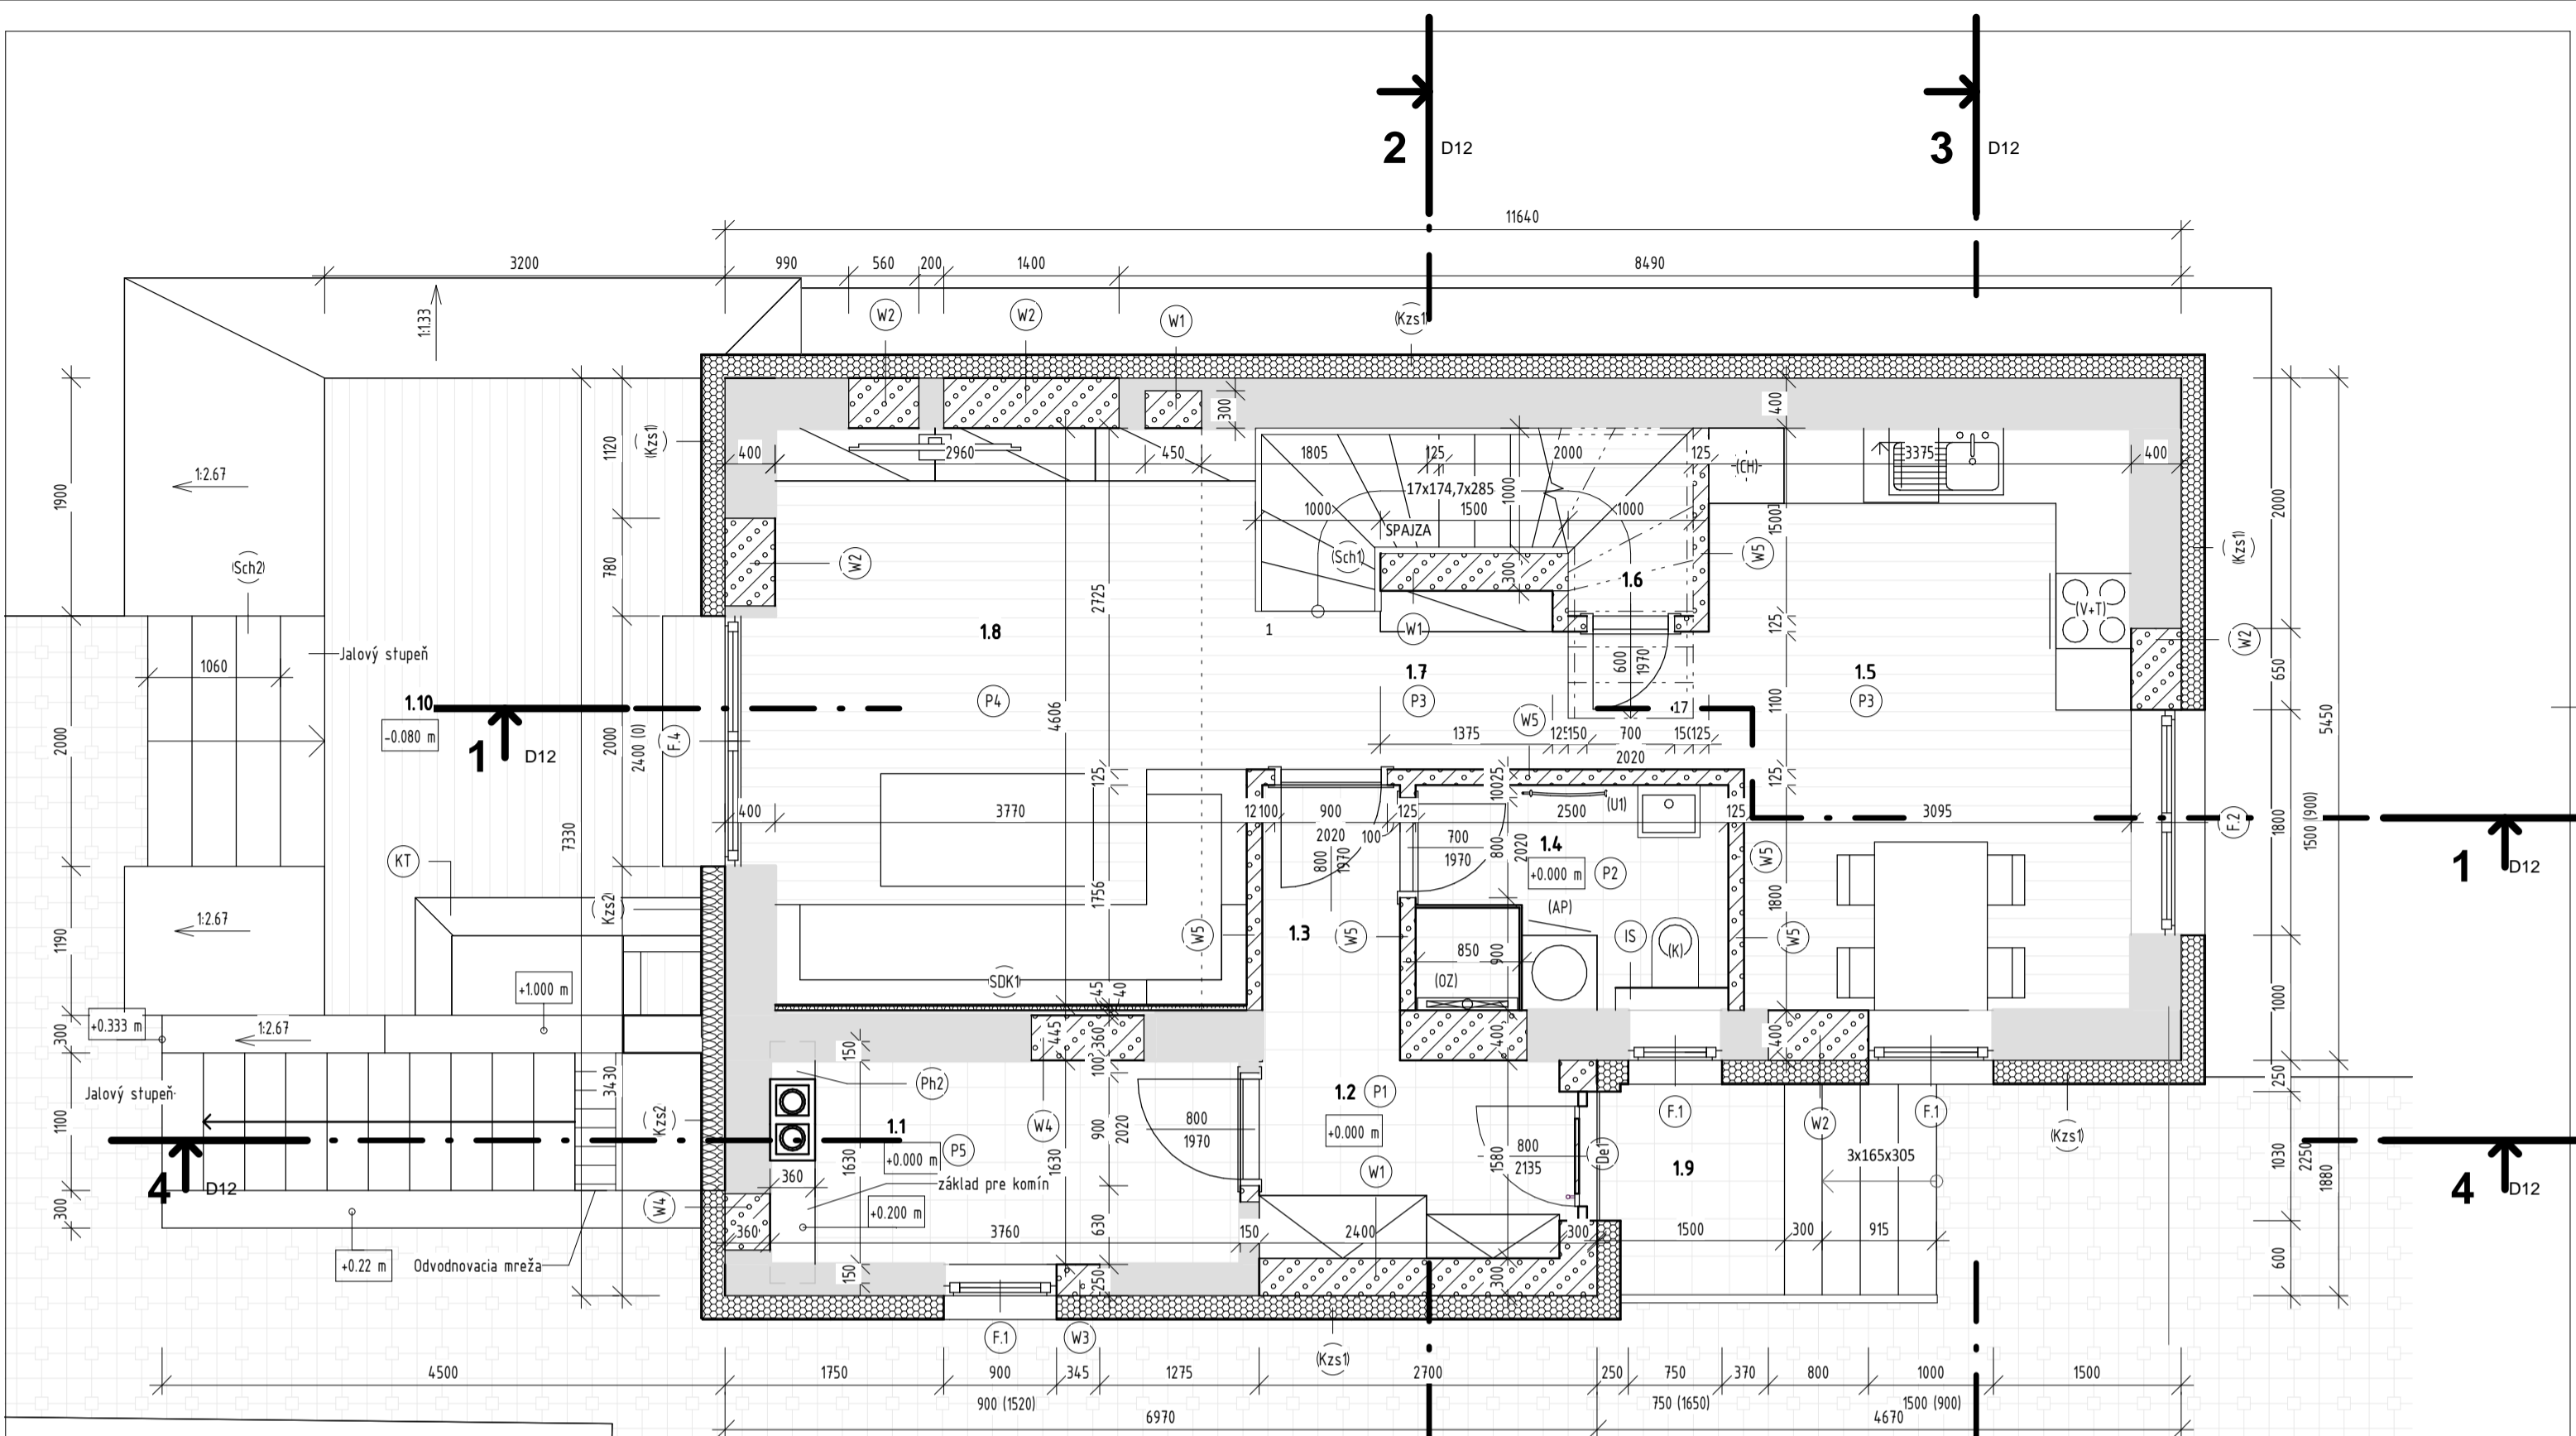 2
D12
3
D12
11640
3200
990
560
200
1400
8490
1:1.33
W2
W2
W1
(Kzs1)
1900
1120
(Kzs1)
300
400
400
2960
450
1805
125
2000
125
-(CH)-
3375
400
1:2.67
17x174,7x285
1000
1000
1500
1000
1500
2000
SPAJZA
(Sch1)
W5
(Kzs1)
780
W2
(Sch2)
300
1.6
2725
(V+T)
125
W1
W2
1
1.8
Jalový stupeň
600
1970
650
5450
1060
1.7
1.5
1.10
P4
P3
P3
1100
17
4606
W5
-0.080 m
2000
2000
2400 (0)
F.4
1
D12
1375
125
150
700
150
125
2020
125
125
7330
400
3770
100
900
125
2500
(U1)
125
3095
F.2
1800
1500 (900)
2020
100
700
800
2020
1.4
800
1970
1970
+0.000 m
P2
W5
KT
1
D12
1756
1800
(AP)
Kzs2
1:2.67
1190
W5
1.3
W5
IS
(K)
W5
850
900
(OZ)
SDK1
45
40
1000
+1.000 m
+0.333 m
1:2.67
300
150
445
360
400
400
100
3430
Ph2
1.2
P1
250
Jalový stupeň
F.1
W2
F.1
(Kzs1)
1100
Kzs2
1.1
W4
900
2020
800
1970
+0.000 m
800
2135
De1
3x165x305
1030
2250
1880
4
D12
+0.000 m
P5
1630
1630
1580
1.9
W1
4
D12
360
základ pre komín
300
W4
+0.200 m
360
3760
630
150
2400
300
1500
300
915
600
+0.22 m
Odvodnovacia mreža
150
250
300
F.1
W3
(Kzs1)
4500
1750
900
345
1275
2700
250
750
370
800
1000
1500
900 (1520)
750 (1650)
1500 (900)
6970
4670